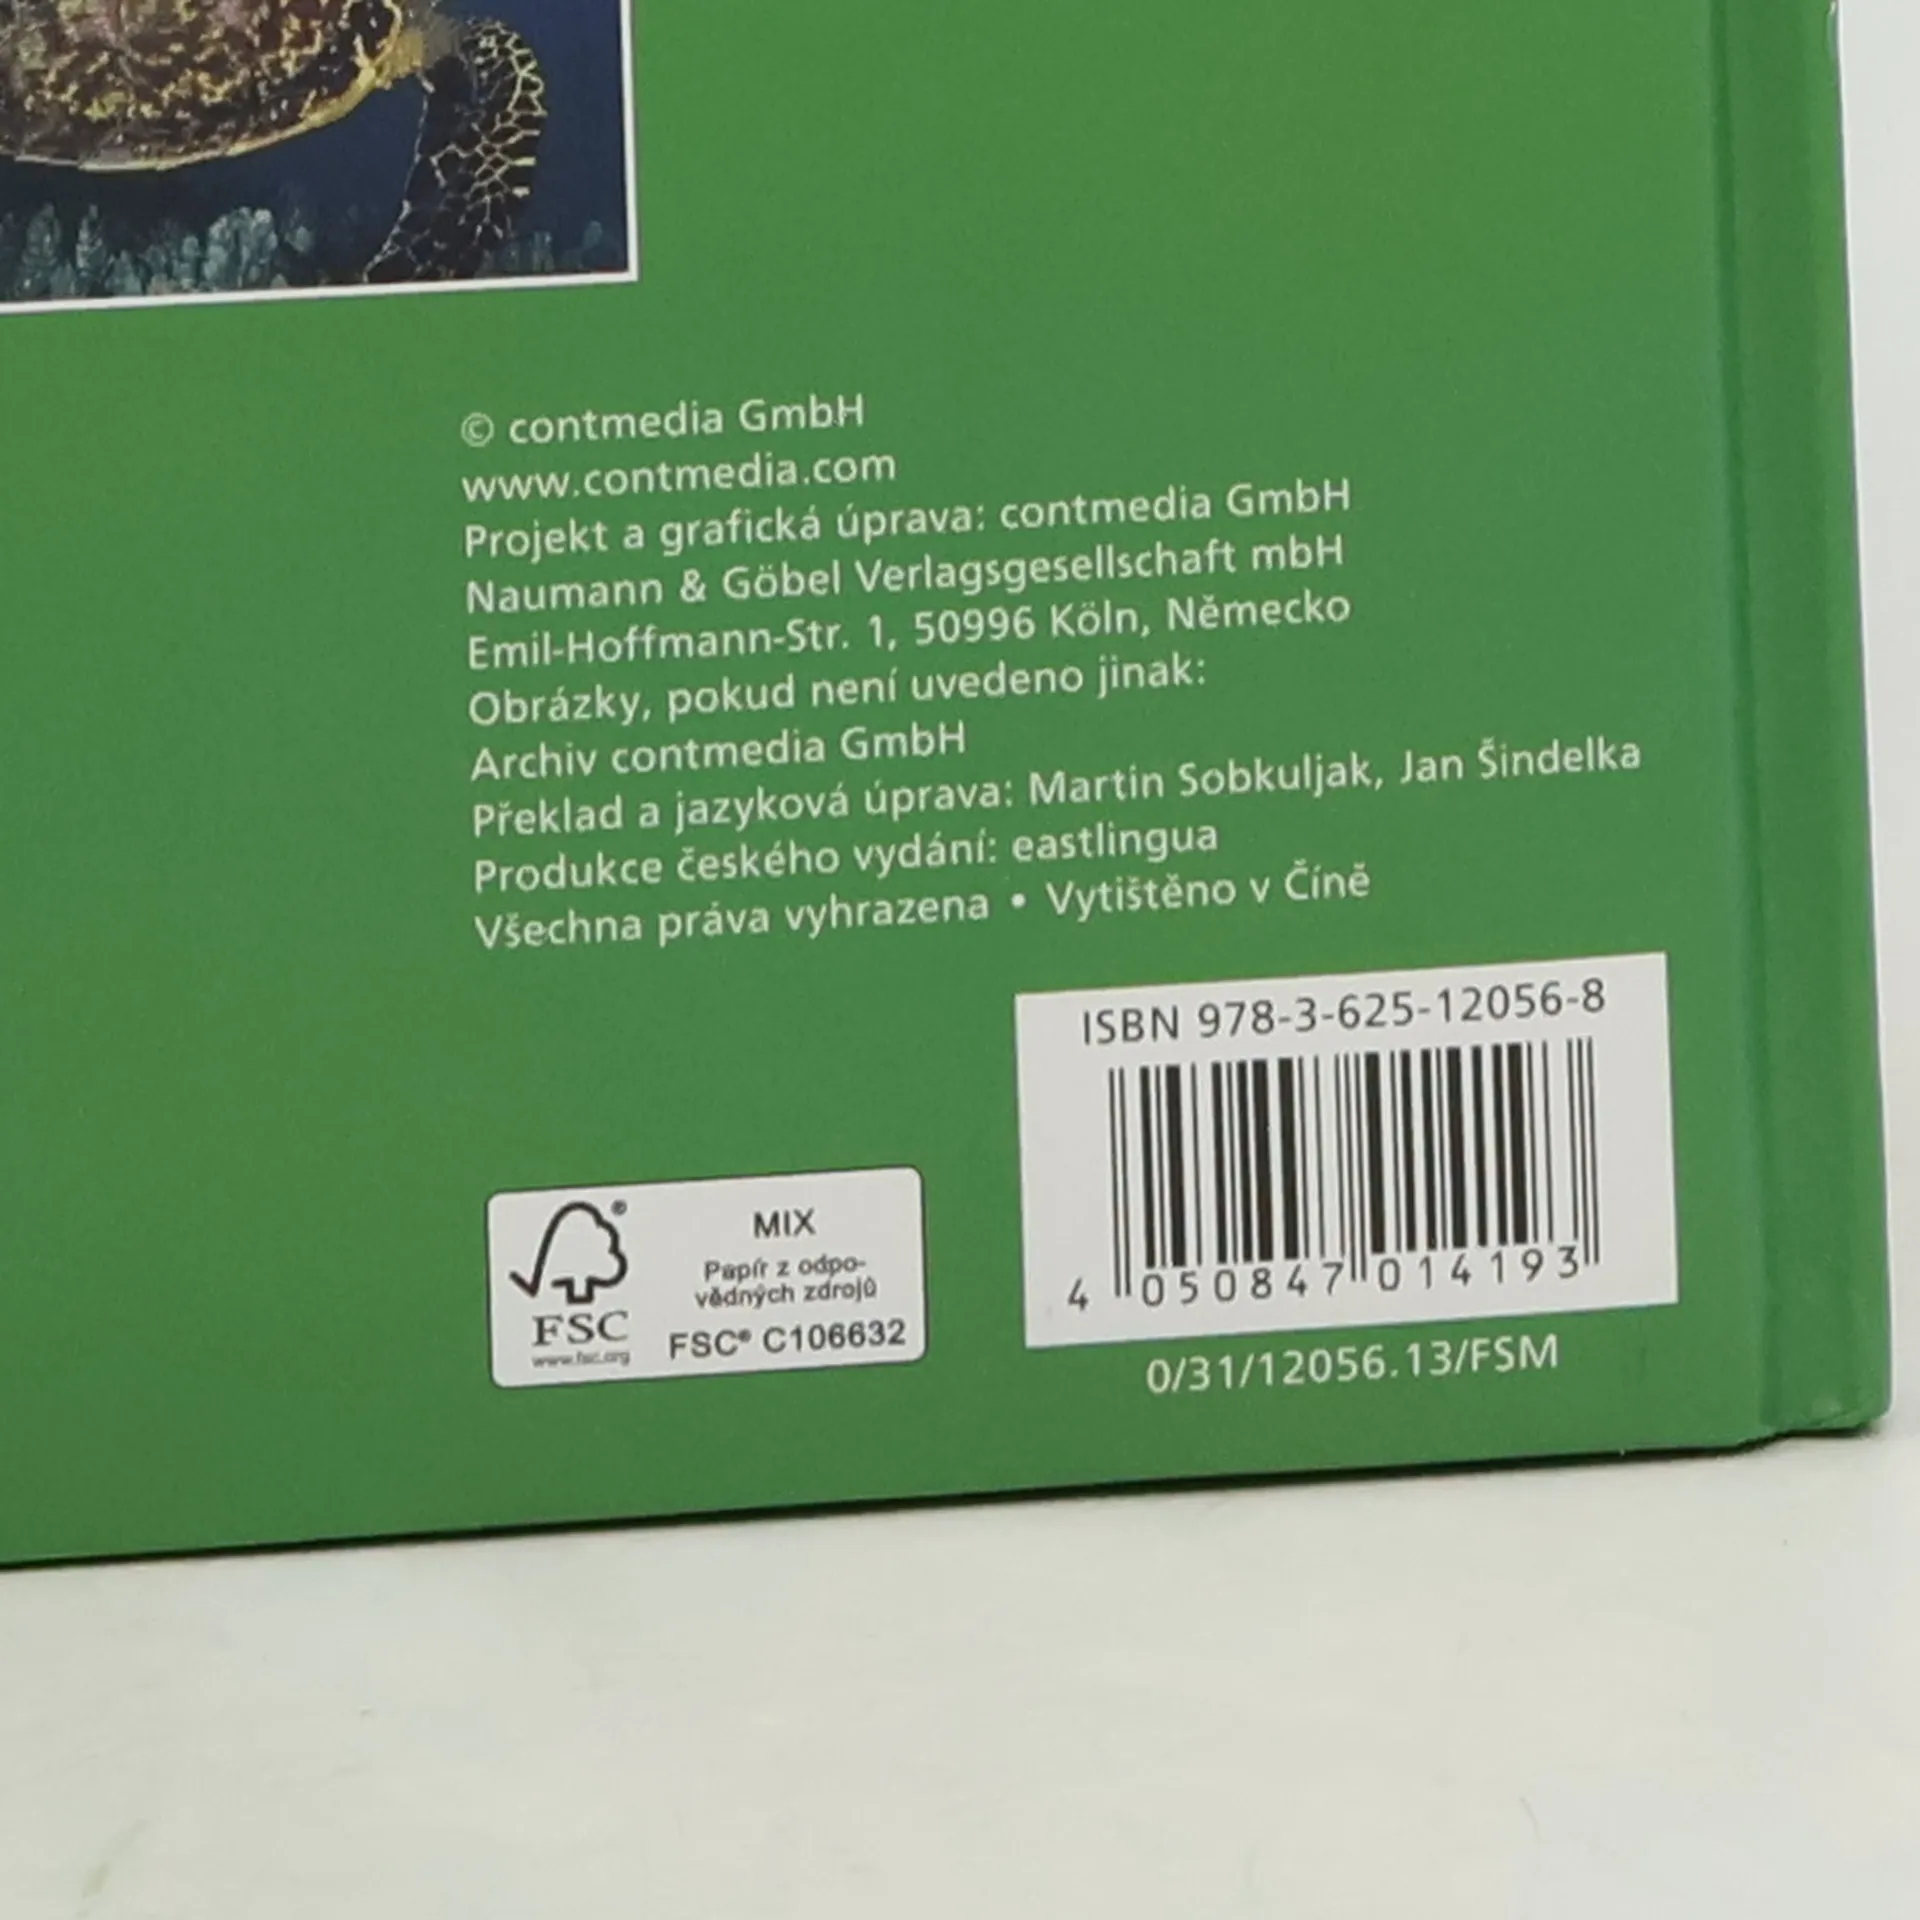 © contmedia GmbH
www.contmedia.com
Projekt a grafická úprava: contmedia GmbH
Naumann & Göbel Verlagsgesellschaft mbH
Emil-Hoffmann-Str. 1, 50996 Köln, Německo
Obrázky, pokud není uvedeno jinak:
Archiv contmedia GmbH
Překlad a jazyková úprava: Martin Sobkuljak, Jan Šindelka
Produkce českého vydání: eastlingua
Všechna práva vyhrazena • Vytištěno v Číně
ISBN 978-3-625-12056-8
4 050847 014193
0/31/12056.13/FSM
®
FSC
www.fsc.org
MIX
Papír z odpo-
vědných zdrojů
FSC® C106632